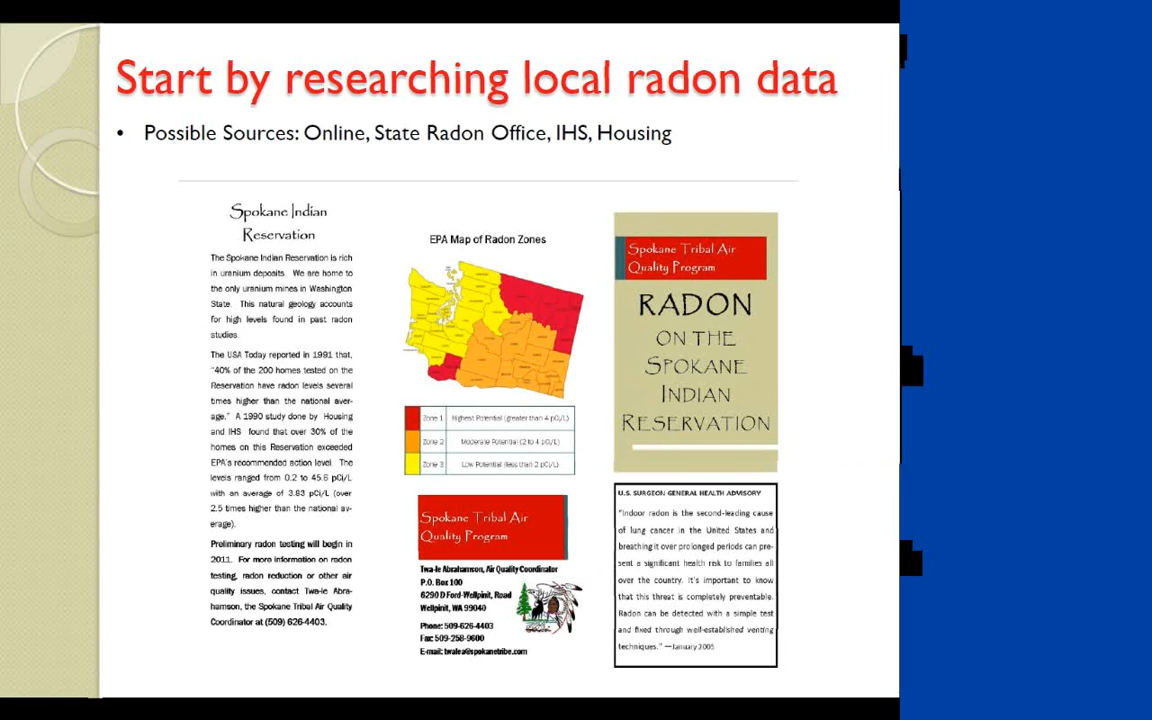 Start by researching local radon data
• Possible Sources: Online, State Radon Office, IHS, Housing
Spokane Indian
Reservation
The Spokane Indian Reservation is rich
in uranium deposits. We are home to
the only uranium mines in Washington
State. This natural geology accounts
for high levels found in past radon
studies.
The USA Today reported in 1991 that,
"40% of the 200 homes tested on the
Reservation have radon levels several
times higher than the national aver-
age." A 1990 study done by Housing
and IHS found that over 30% of the
homes on this Reservation exceeded
EPA's recommended action level. The
levels ranged from 0.2 to 45.6 pCi/L
with an average of 3.83 pCi/L (over
2.5 times higher than the national av-
erage).
Preliminary radon testing will begin in
2011. For more information on radon
testing, radon reduction or other air
quality issues, contact Twa-le Abra-
hamson, the Spokane Tribal Air Quality
Coordinator at (509) 626-4403.
EPA Map of Radon Zones
Zone 1 Highest Potential (greater than 4 pCi/L)
Zone 2 Moderate Potential (2 to 4 pCi/L)
Zone 3 Low Potential (less than 2 pCi/L)
Spokane Tribal Air
Quality Program
Twa-le Abrahamson, Air Quality Coordinator
P.O. Box 100
6290 D Ford-Wellpinit, Road
Wellpinit, WA 99040
Phone: 509-626-4403
Fax: 509-258-9600
E-mail: twalea@spokanetribe.com
Spokane Tribal Air
Quality Program
RADON
ON THE
SPOKANE
INDIAN
RESERVATION
U.S. SURGEON GENERAL HEALTH ADVISORY
"Indoor radon is the second-leading cause
of lung cancer in the United States and
breathing it over prolonged periods can pre-
sent a significant health risk to families all
over the country. It's important to know
that this threat is completely preventable.
Radon can be detected with a simple test
and fixed through well-established venting
techniques." —January 2005